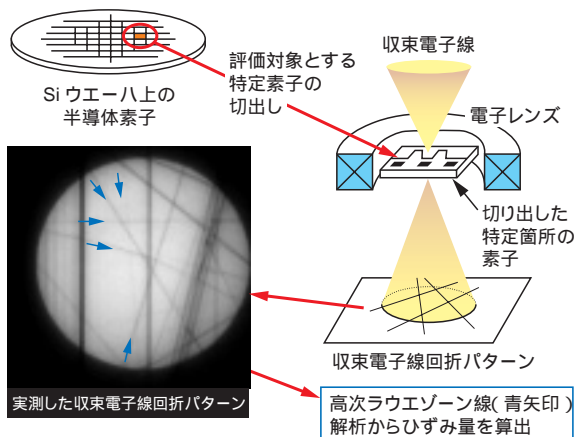 Si ウエーハ上の
半導体素子
評価対象とする
特定素子の
切出し
収束電子線
電子レンズ
切り出した
特定箇所の
素子
収束電子線回折パターン
実測した収束電子線回折パターン
高次ラウエゾーン線(青矢印)
解析からひずみ量を算出